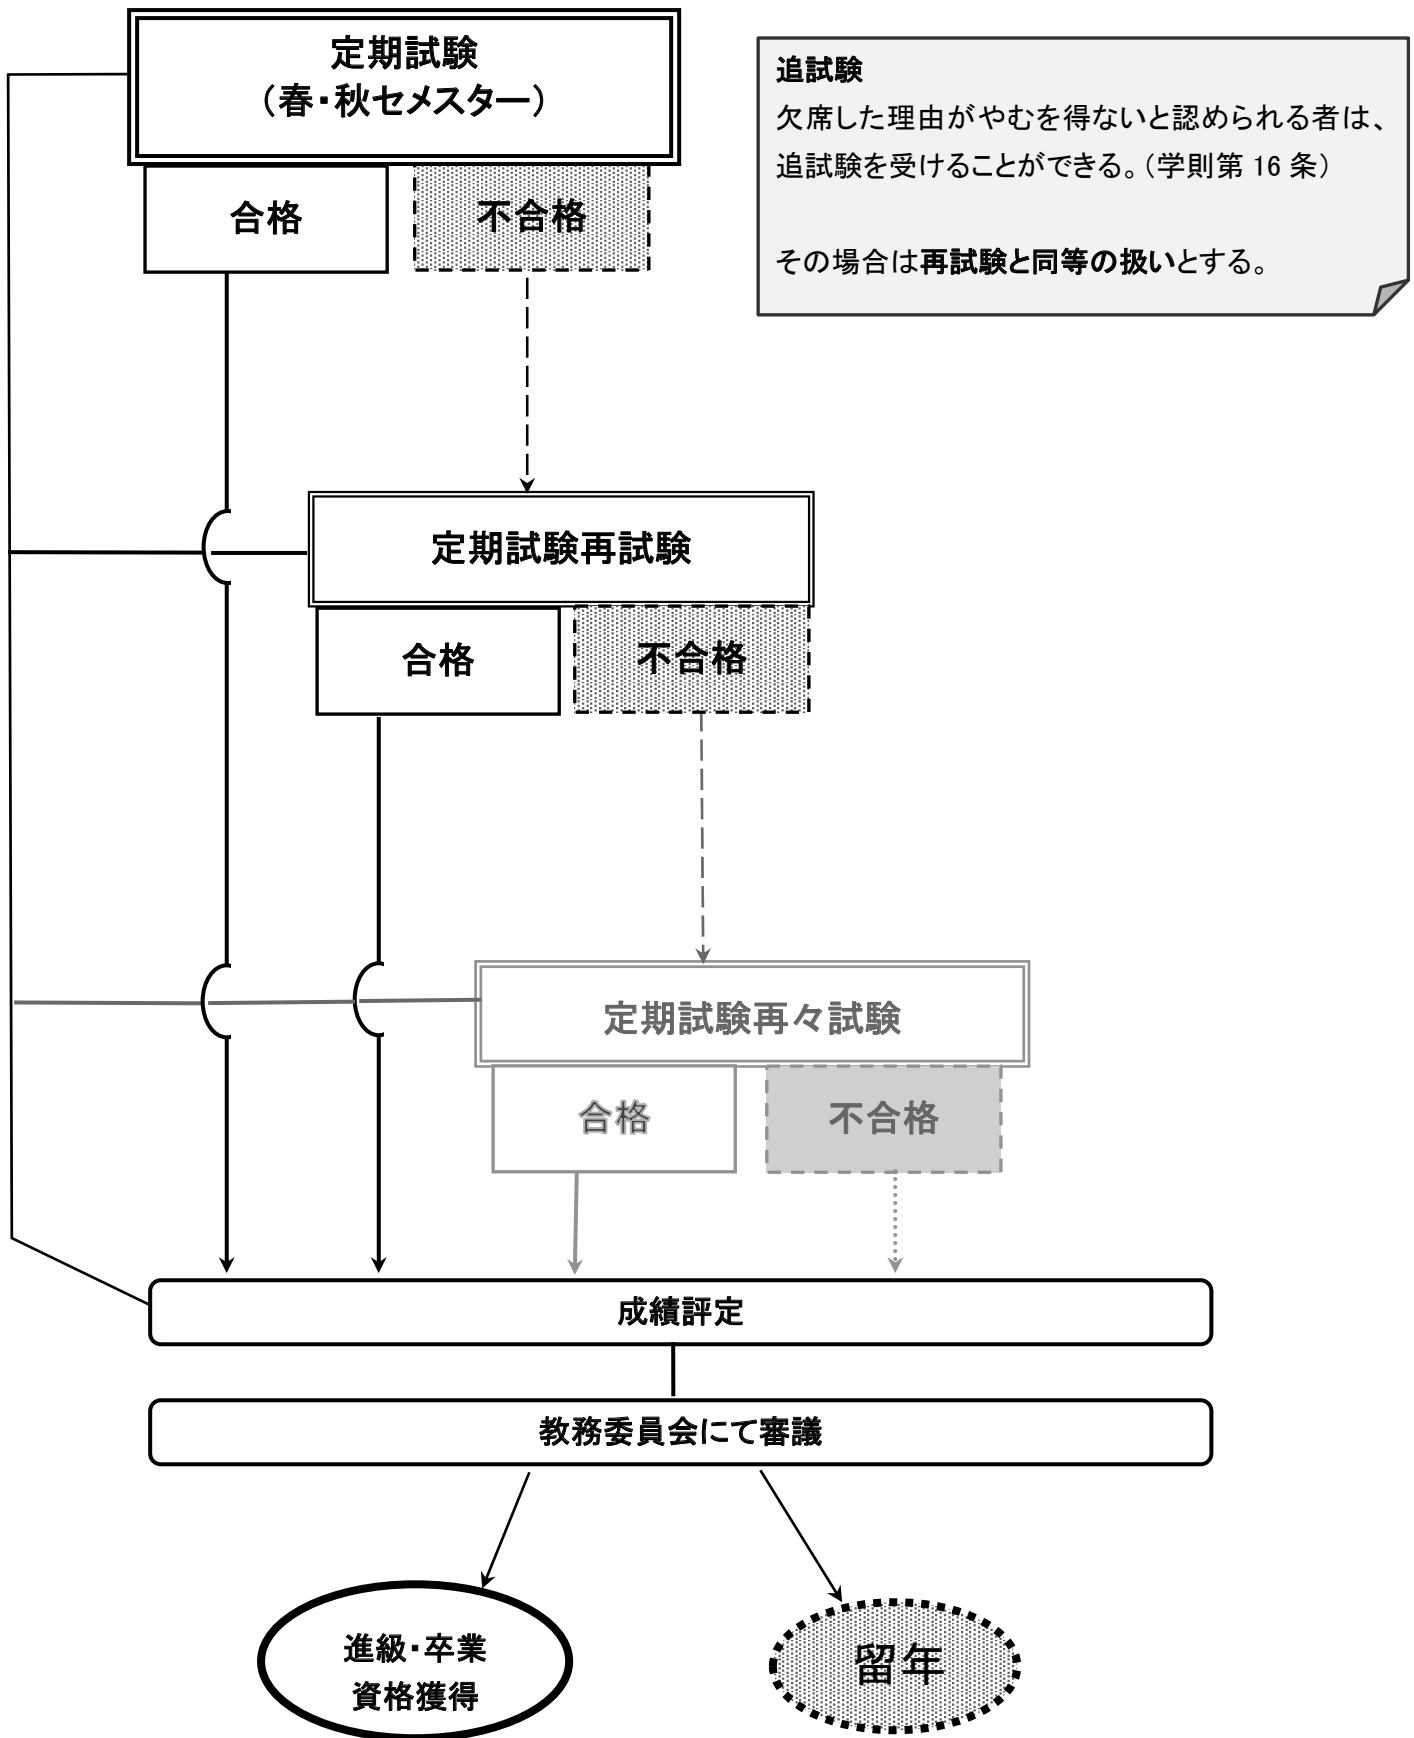 定期試験
（春・秋セメスター）
合格
不合格
追試験
欠席した理由がやむを得ないと認められる者は、
追試験を受けることができる。（学則第 16 条）
その場合は再試験と同等の扱いとする。
定期試験再試験
合格
不合格
定期試験再々試験
合格
不合格
成績評定
教務委員会にて審議
進級・卒業
資格獲得
留年